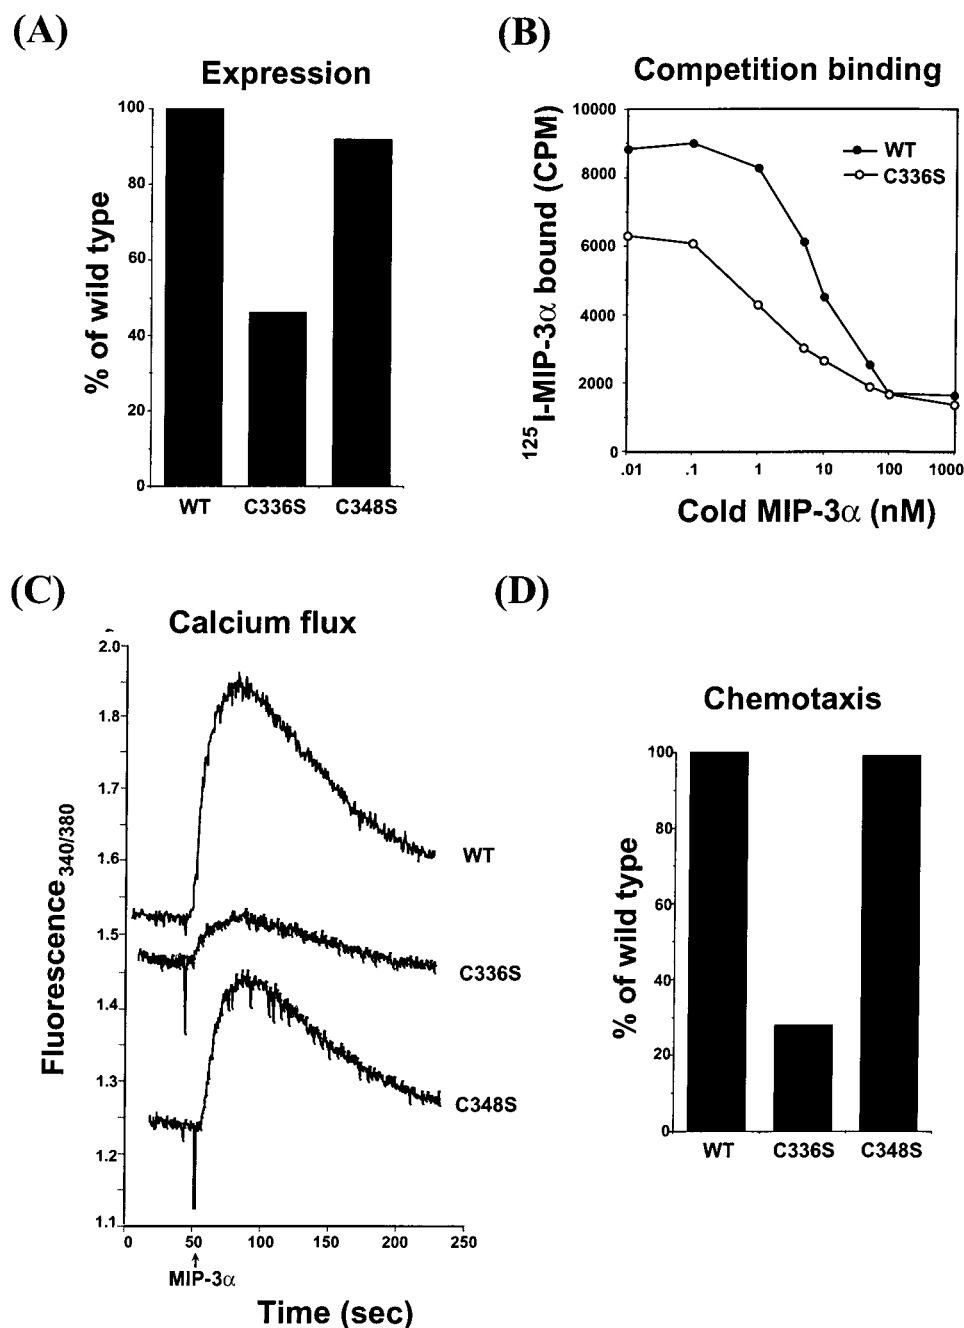 (A)
Expression
% of wild type
100
80
60
40
20
0
WT C336S C348S
(B)
Competition binding
¹²⁵I-MIP-3α bound (CPM)
10000
8000
6000
4000
2000
0
WT
C336S
.01 .1 1 10 100 1000
Cold MIP-3α (nM)
(C)
Calcium flux
Fluorescence340/380
2.0
1.8
1.7
1.6
1.5
1.4
1.3
1.2
1.1
WT
C336S
C348S
0 50 100 150 200 250
MIP-3α
Time (sec)
(D)
Chemotaxis
% of wild type
100
80
60
40
20
0
WT C336S C348S